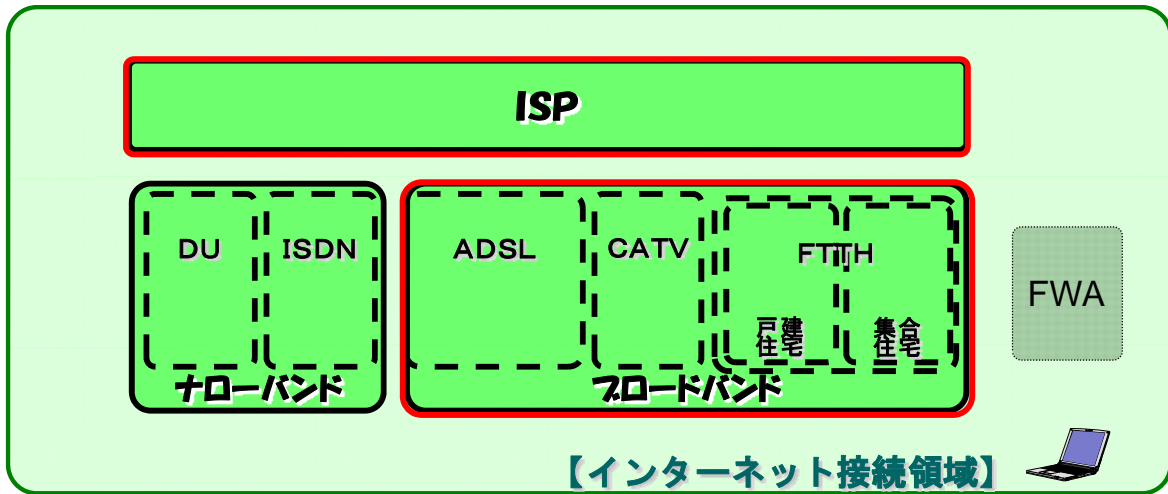 ISP
DU
ISDN
ADSL
CATV
FTTH
FWA
戸建
住宅
集合
住宅
ナローバンド
ブロードバンド
【インターネット接続領域】